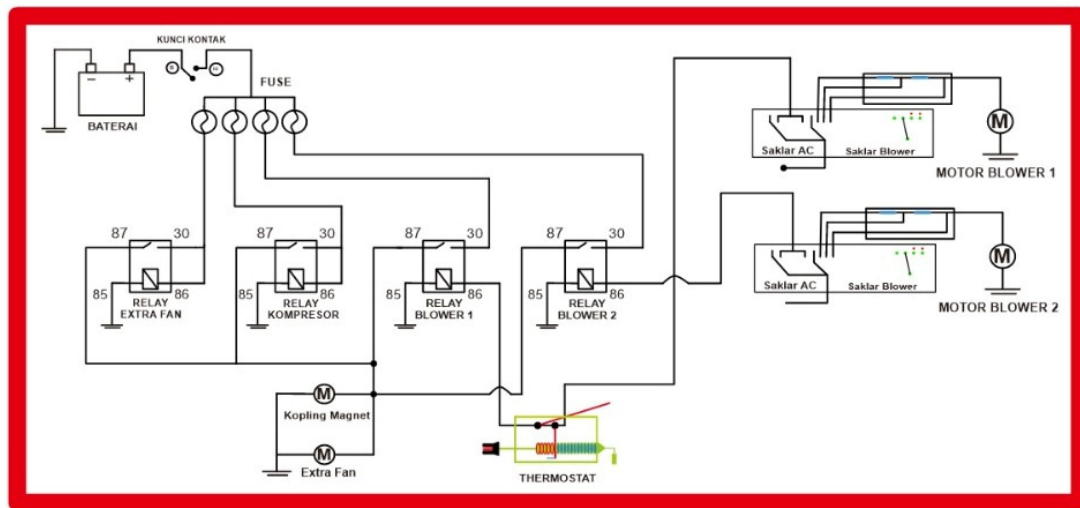 KUNCI KONTAK
B
FUSE
−
+
BATERAI
Saklar AC
Saklar Blower
M
MOTOR BLOWER 1
87
30
85
86
RELAY
EXTRA FAN
87
30
85
86
RELAY
KOMPRESOR
87
30
85
86
RELAY
BLOWER 1
87
30
85
86
RELAY
BLOWER 2
Saklar AC
Saklar Blower
M
MOTOR BLOWER 2
M
Kopling Magnet
M
Extra Fan
THERMOSTAT